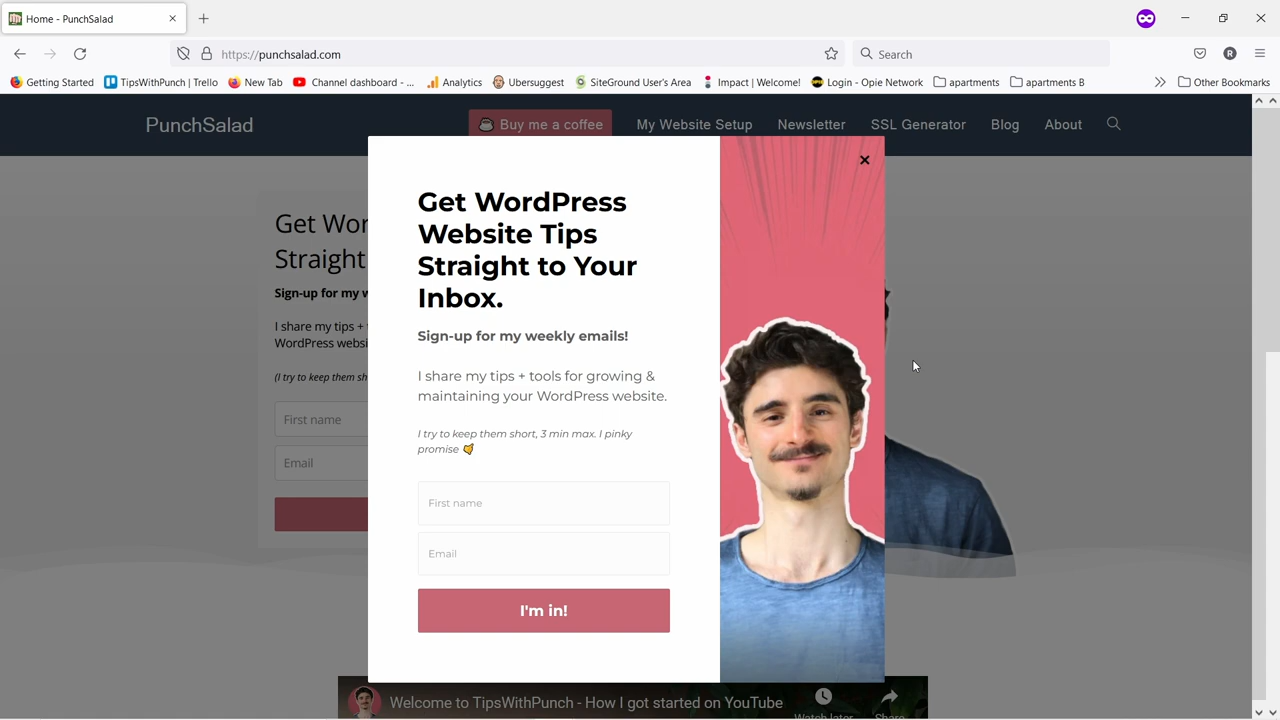 Home - PunchSalad
https://punchsalad.com
Search
Getting Started
TipsWithPunch | Trello
New Tab
Channel dashboard - ...
Analytics
Ubersuggest
SiteGround User's Area
Impact | Welcome!
Login - Opie Network
apartments
apartments B
Other Bookmarks
R
PunchSalad
Buy me a coffee
My Website Setup
Newsletter
SSL Generator
Blog
About
Get Wor
Straight
Sign-up for my w
I share my tips +
WordPress websi
(I try to keep them sh
First name
Email
Get WordPress
Website Tips
Straight to Your
Inbox.
Sign-up for my weekly emails!
I share my tips + tools for growing &
maintaining your WordPress website.
I try to keep them short, 3 min max. I pinky
promise 🤙
First name
Email
I'm in!
Welcome to TipsWithPunch - How I got started on YouTube
Watch later
Share